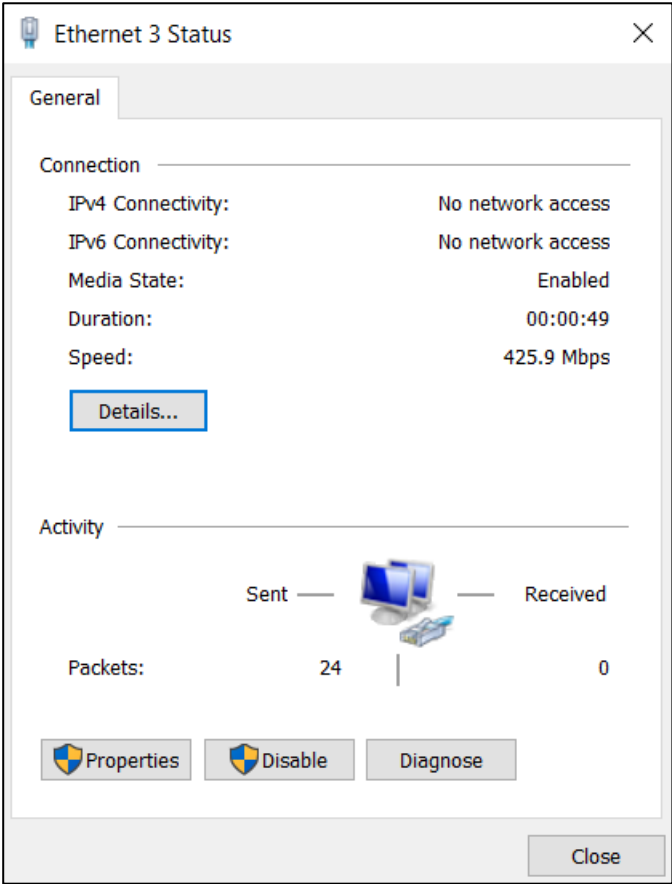 Ethernet 3 Status
General
Connection
IPv4 Connectivity: No network access
IPv6 Connectivity: No network access
Media State: Enabled
Duration: 00:00:49
Speed: 425.9 Mbps
Details...
Activity
Sent Received
Packets: 24 0
Properties Disable Diagnose
Close